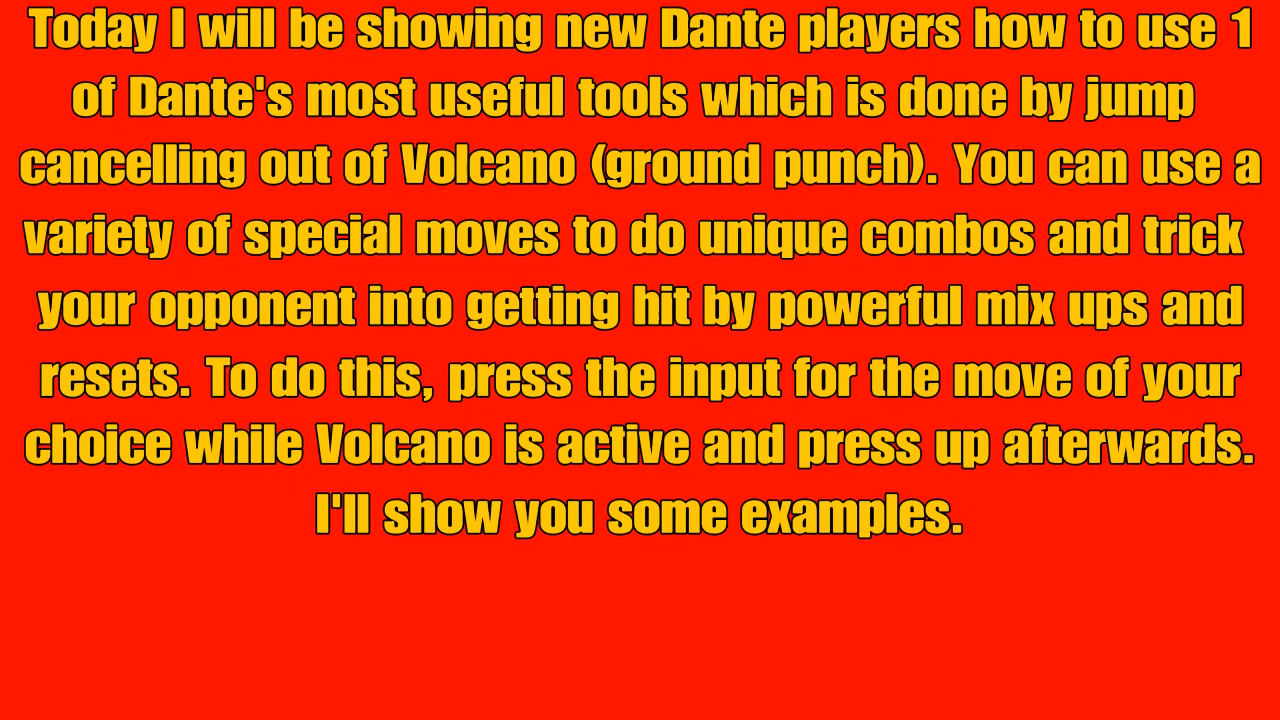 Today I will be showing new Dante players how to use 1
of Dante's most useful tools which is done by jump
cancelling out of Volcano (ground punch). You can use a
variety of special moves to do unique combos and trick
your opponent into getting hit by powerful mix ups and
resets. To do this, press the input for the move of your
choice while Volcano is active and press up afterwards.
I'll show you some examples.